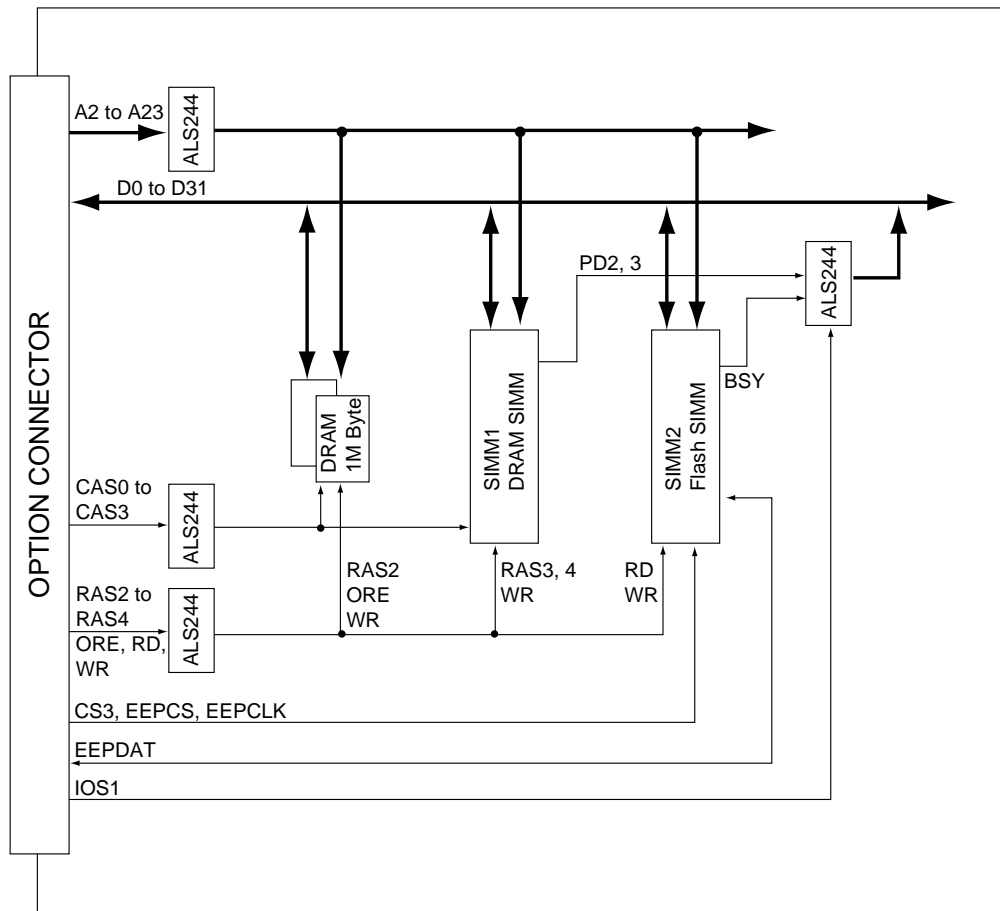 A2 to A23
ALS244
D0 to D31
PD2, 3
ALS244
OPTION CONNECTOR
BSY
DRAM
1M Byte
SIMM1
DRAM SIMM
SIMM2
Flash SIMM
CAS0 to
CAS3
ALS244
RAS2 to
RAS4
ORE, RD,
WR
ALS244
RAS2
ORE
WR
RAS3, 4
WR
RD
WR
CS3, EEPCS, EEPCLK
EEPDAT
IOS1